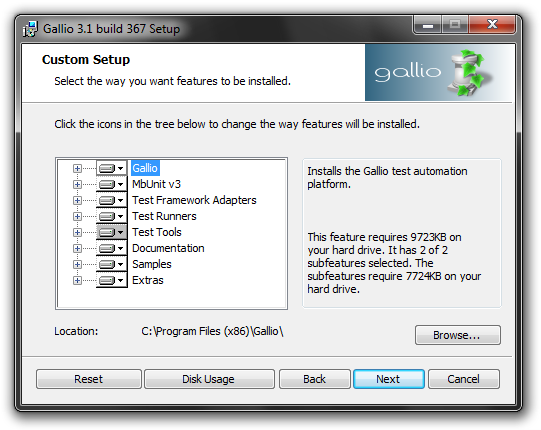 Gallio 3.1 build 367 Setup
Custom Setup
Select the way you want features to be installed.
gallio
Click the icons in the tree below to change the way features will be installed.
Gallio
MbUnit v3
Test Framework Adapters
Test Runners
Test Tools
Documentation
Samples
Extras
Installs the Gallio test automation
platform.
This feature requires 9723KB on
your hard drive. It has 2 of 2
subfeatures selected. The
subfeatures require 7724KB on your
hard drive.
Location:
C:\Program Files (x86)\Gallio\
Browse...
Reset
Disk Usage
Back
Next
Cancel